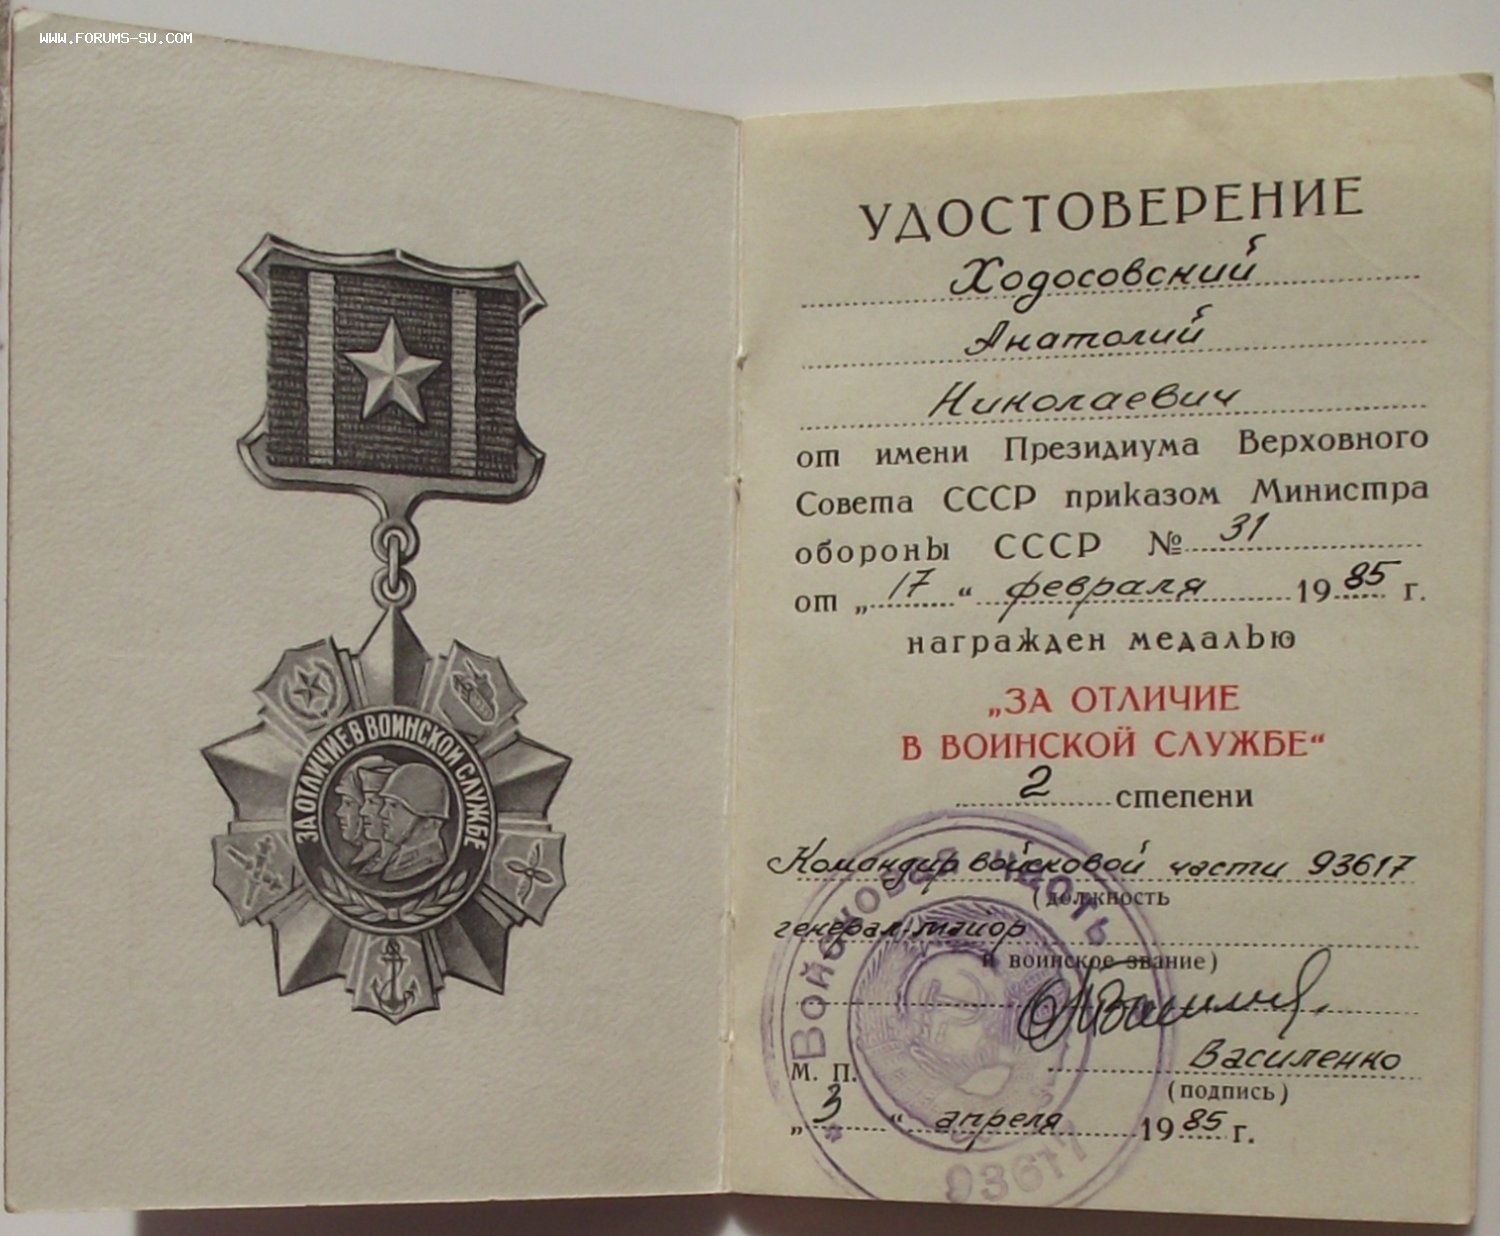 www.forums-su.com
ЗА ОТЛИЧИЕ В ВОИНСКОЙ СЛУЖБЕ
УДОСТОВЕРЕНИЕ
Ходосовский
Анатолий
Николаевич
от имени Президиума Верховного
Совета СССР приказом Министра
обороны СССР № 31
от „17“ февраля 1985 г.
награжден медалью
„ЗА ОТЛИЧИЕ
В ВОИНСКОЙ СЛУЖБЕ“
2 степени
Командир войсковой части 93617
(должность
генерал-майор
и воинское звание)
Василенко
М. П.
(подпись)
„3“ апреля 1985 г.
Войсковая часть
93617